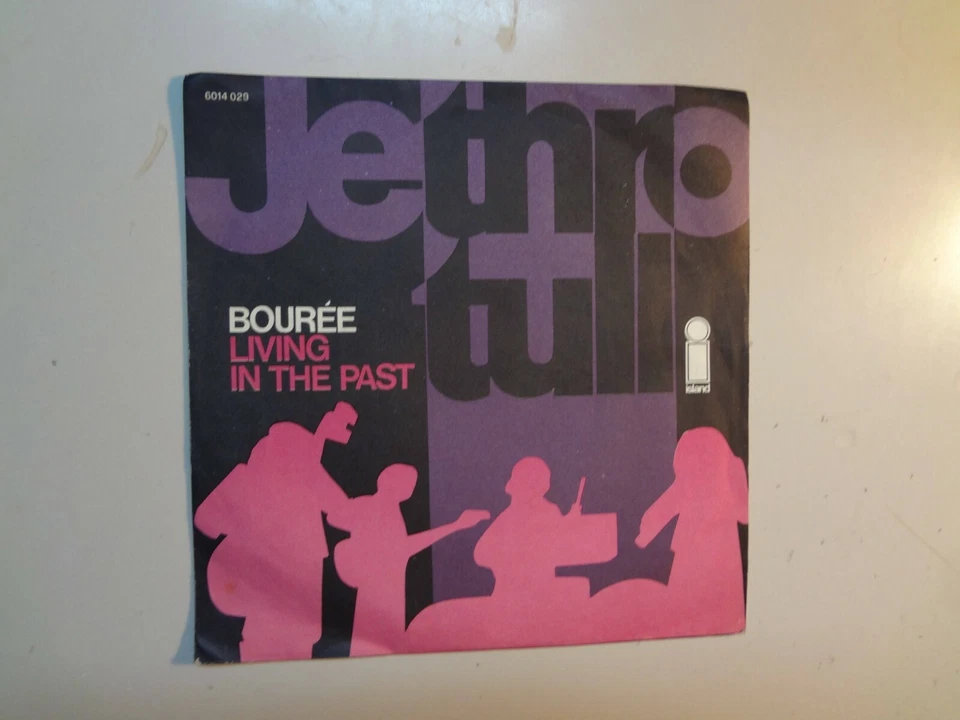 6014 029
Jethro
tull
BOURÉE
LIVING
IN THE PAST
island